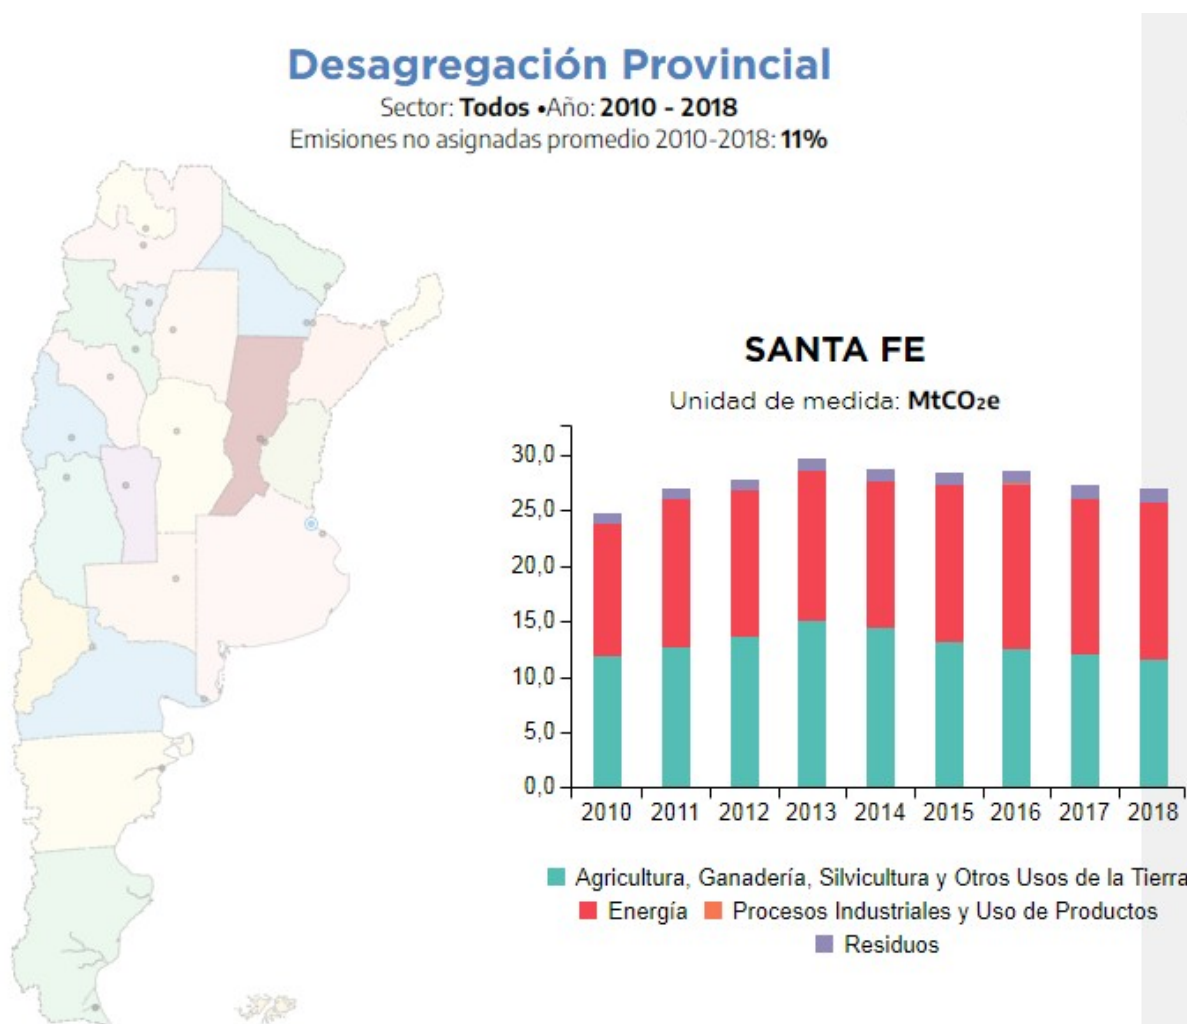 Desagregación Provincial
Sector: Todos •Año: 2010 - 2018
Emisiones no asignadas promedio 2010-2018: 11%
SANTA FE
Unidad de medida: MtCO₂e
30,0
25,0
20,0
15,0
10,0
5,0
0,0
2010 2011 2012 2013 2014 2015 2016 2017 2018
Agricultura, Ganadería, Silvicultura y Otros Usos de la Tierra
Energía Procesos Industriales y Uso de Productos
Residuos